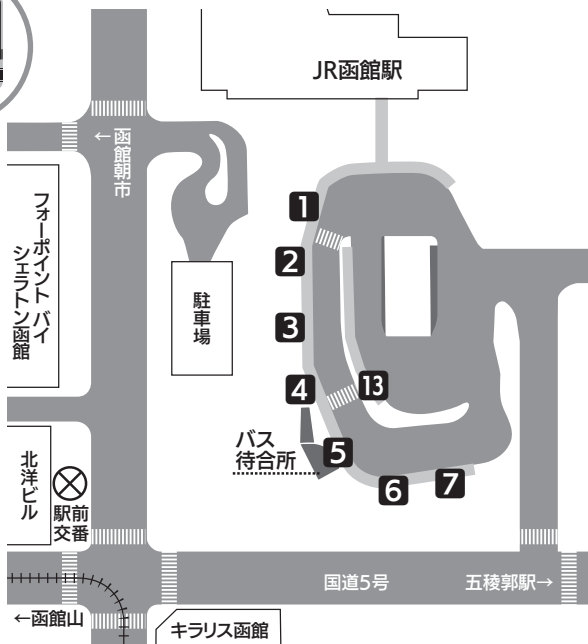 JR函館駅
←函館朝市
フォーポイント バイ
シェラトン函館
駐車場
1
2
3
4
13
バス
待合所
5
6
7
北洋ビル
駅前
交番
国道5号
五稜郭駅→
←函館山
キラリス函館